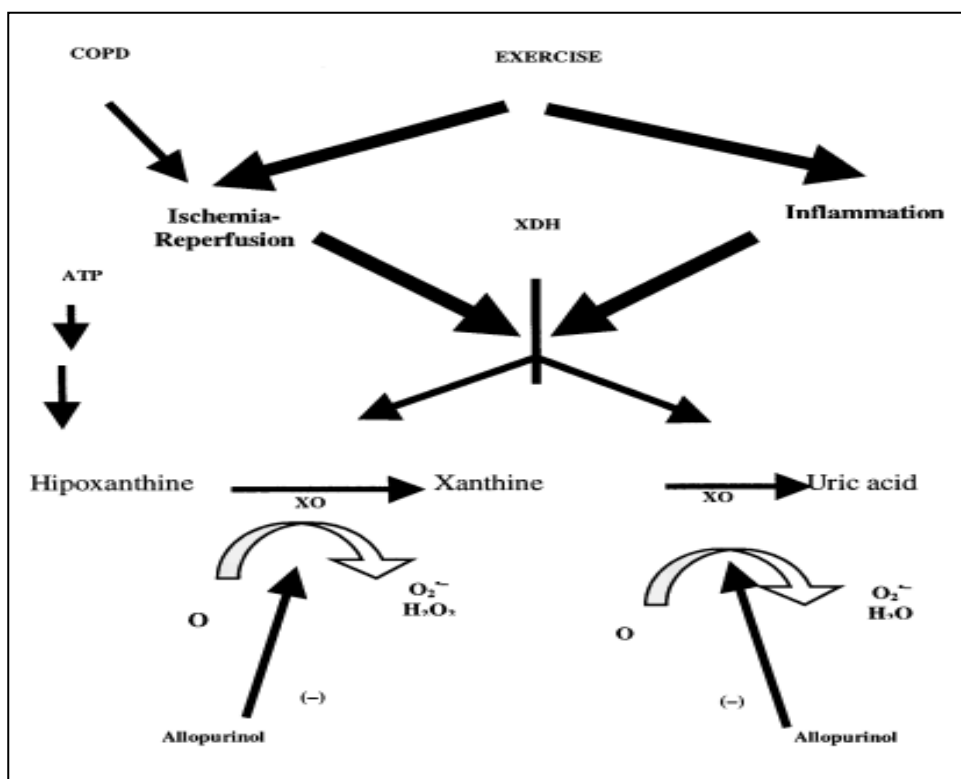 COPD
EXERCISE
Ischemia-
Reperfusion
XDH
Inflammation
ATP
Hipoxanthine
XO
Xanthine
XO
Uric acid
O
O₂˙⁻
H₂O₂
O
O₂˙⁻
H₂O
(–)
(–)
Allopurinol
Allopurinol